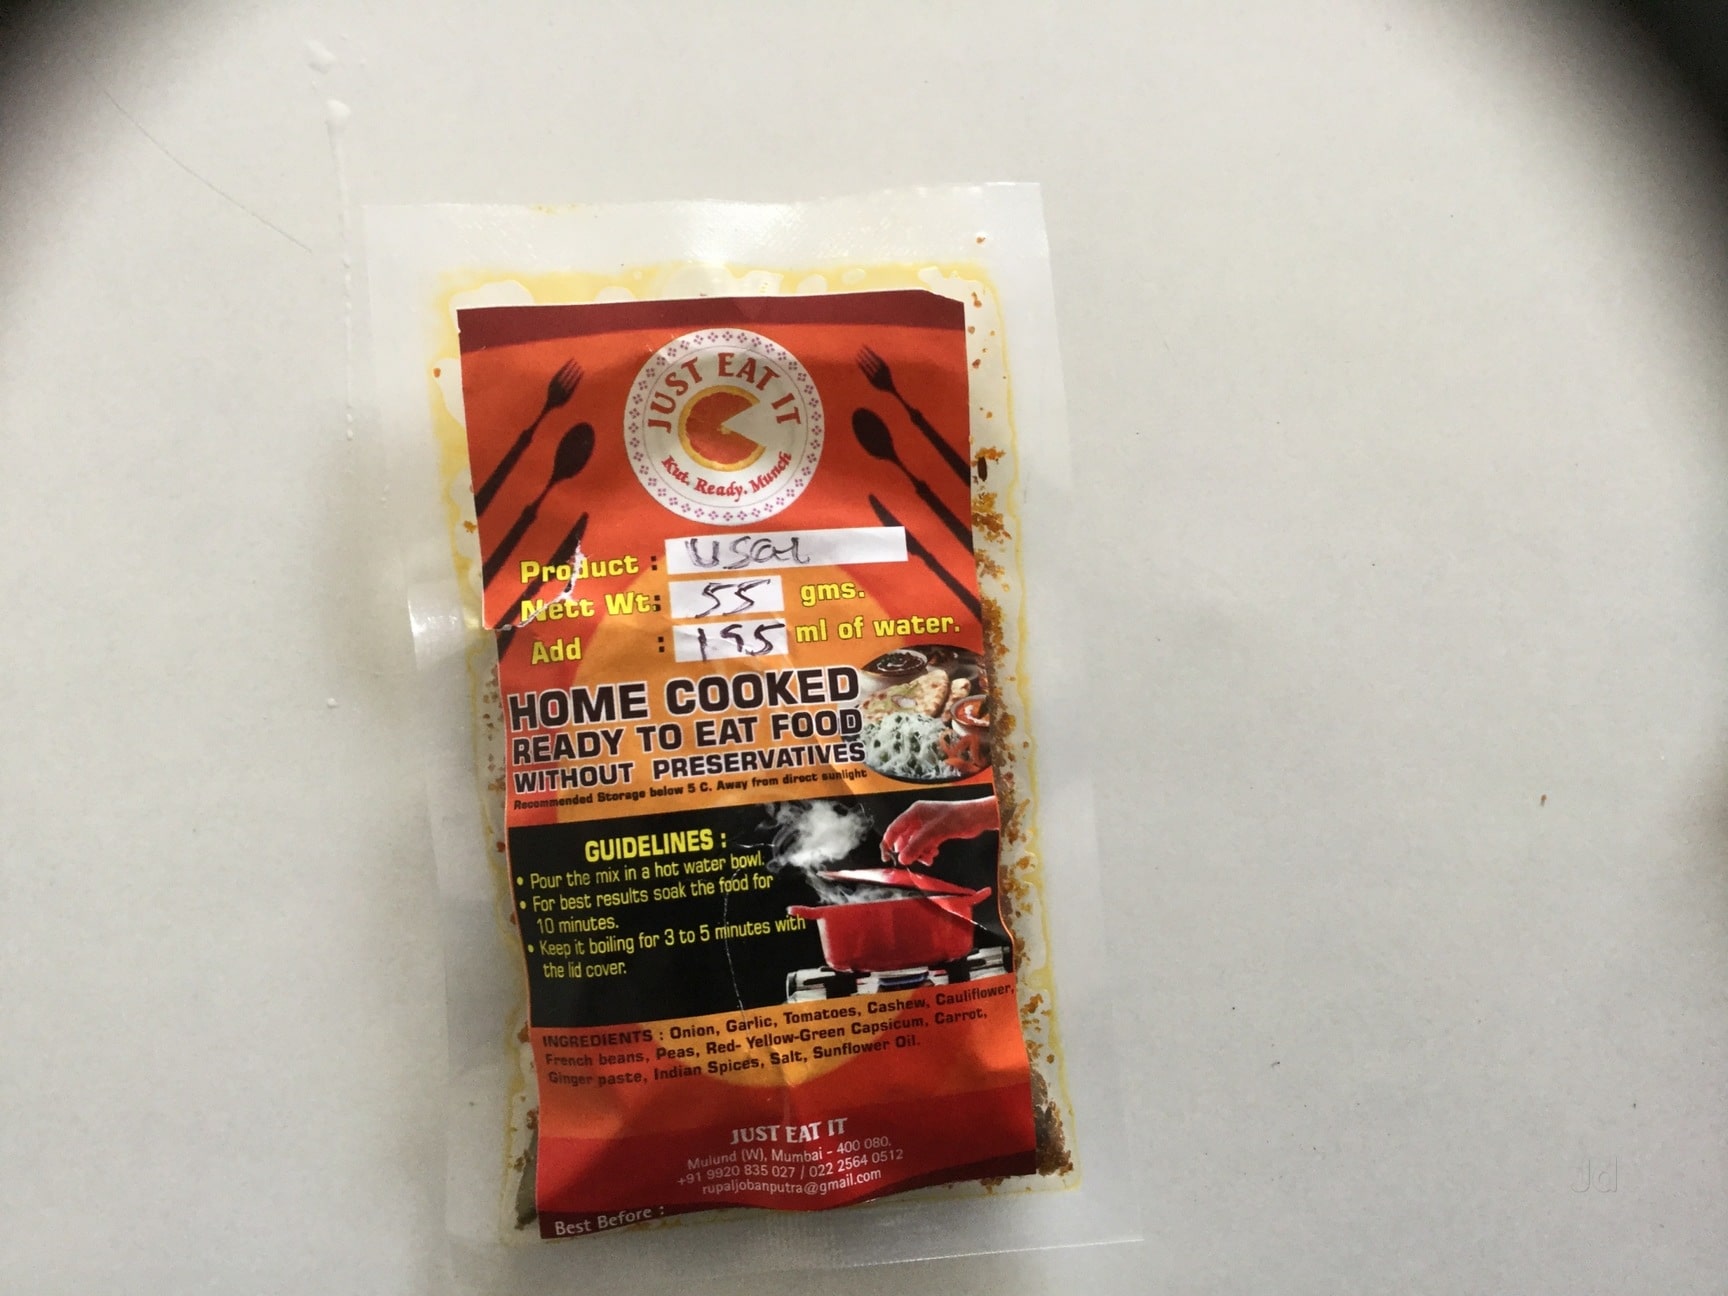 JUST EAT IT
Kut. Ready. Munch
Product : Usal
Nett Wt: 55 gms.
Add : 195 ml of water.
HOME COOKED
READY TO EAT FOOD
WITHOUT PRESERVATIVES
Recommended Storage below 5 C. Away from direct sunlight
GUIDELINES :
• Pour the mix in a hot water bowl.
• For best results soak the food for
10 minutes.
• Keep it boiling for 3 to 5 minutes with
the lid cover.
INGREDIENTS : Onion, Garlic, Tomatoes, Cashew, Cauliflower,
French beans, Peas, Red- Yellow-Green Capsicum, Carrot,
Ginger paste, Indian Spices, Salt, Sunflower Oil.
JUST EAT IT
Mulund (W), Mumbai - 400 080.
+91 9920 835 027 / 022 2564 0512
rupaljobanputra@gmail.com
Best Before :
Jd